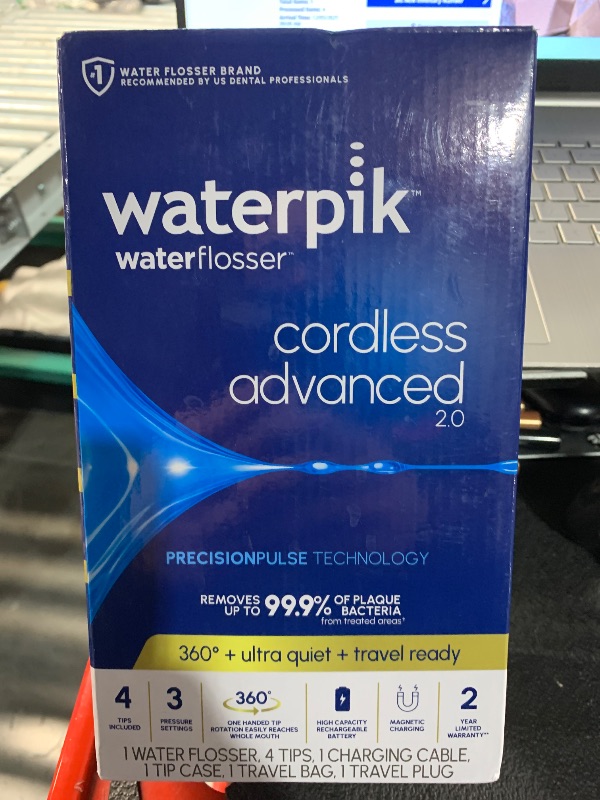 #1 WATER FLOSSER BRAND
RECOMMENDED BY US DENTAL PROFESSIONALS
waterpik™
waterflosser™
cordless
advanced
2.0
PRECISIONPULSE TECHNOLOGY
REMOVES UP TO 99.9% OF PLAQUE BACTERIA
from treated areas*
360° + ultra quiet + travel ready
4
TIPS
INCLUDED
3
PRESSURE
SETTINGS
360°
ONE HANDED TIP
ROTATION EASILY REACHES
WHOLE MOUTH
HIGH CAPACITY
RECHARGEABLE
BATTERY
MAGNETIC
CHARGING
2
YEAR
LIMITED
WARRANTY**
1 WATER FLOSSER, 4 TIPS, 1 CHARGING CABLE,
1 TIP CASE, 1 TRAVEL BAG, 1 TRAVEL PLUG